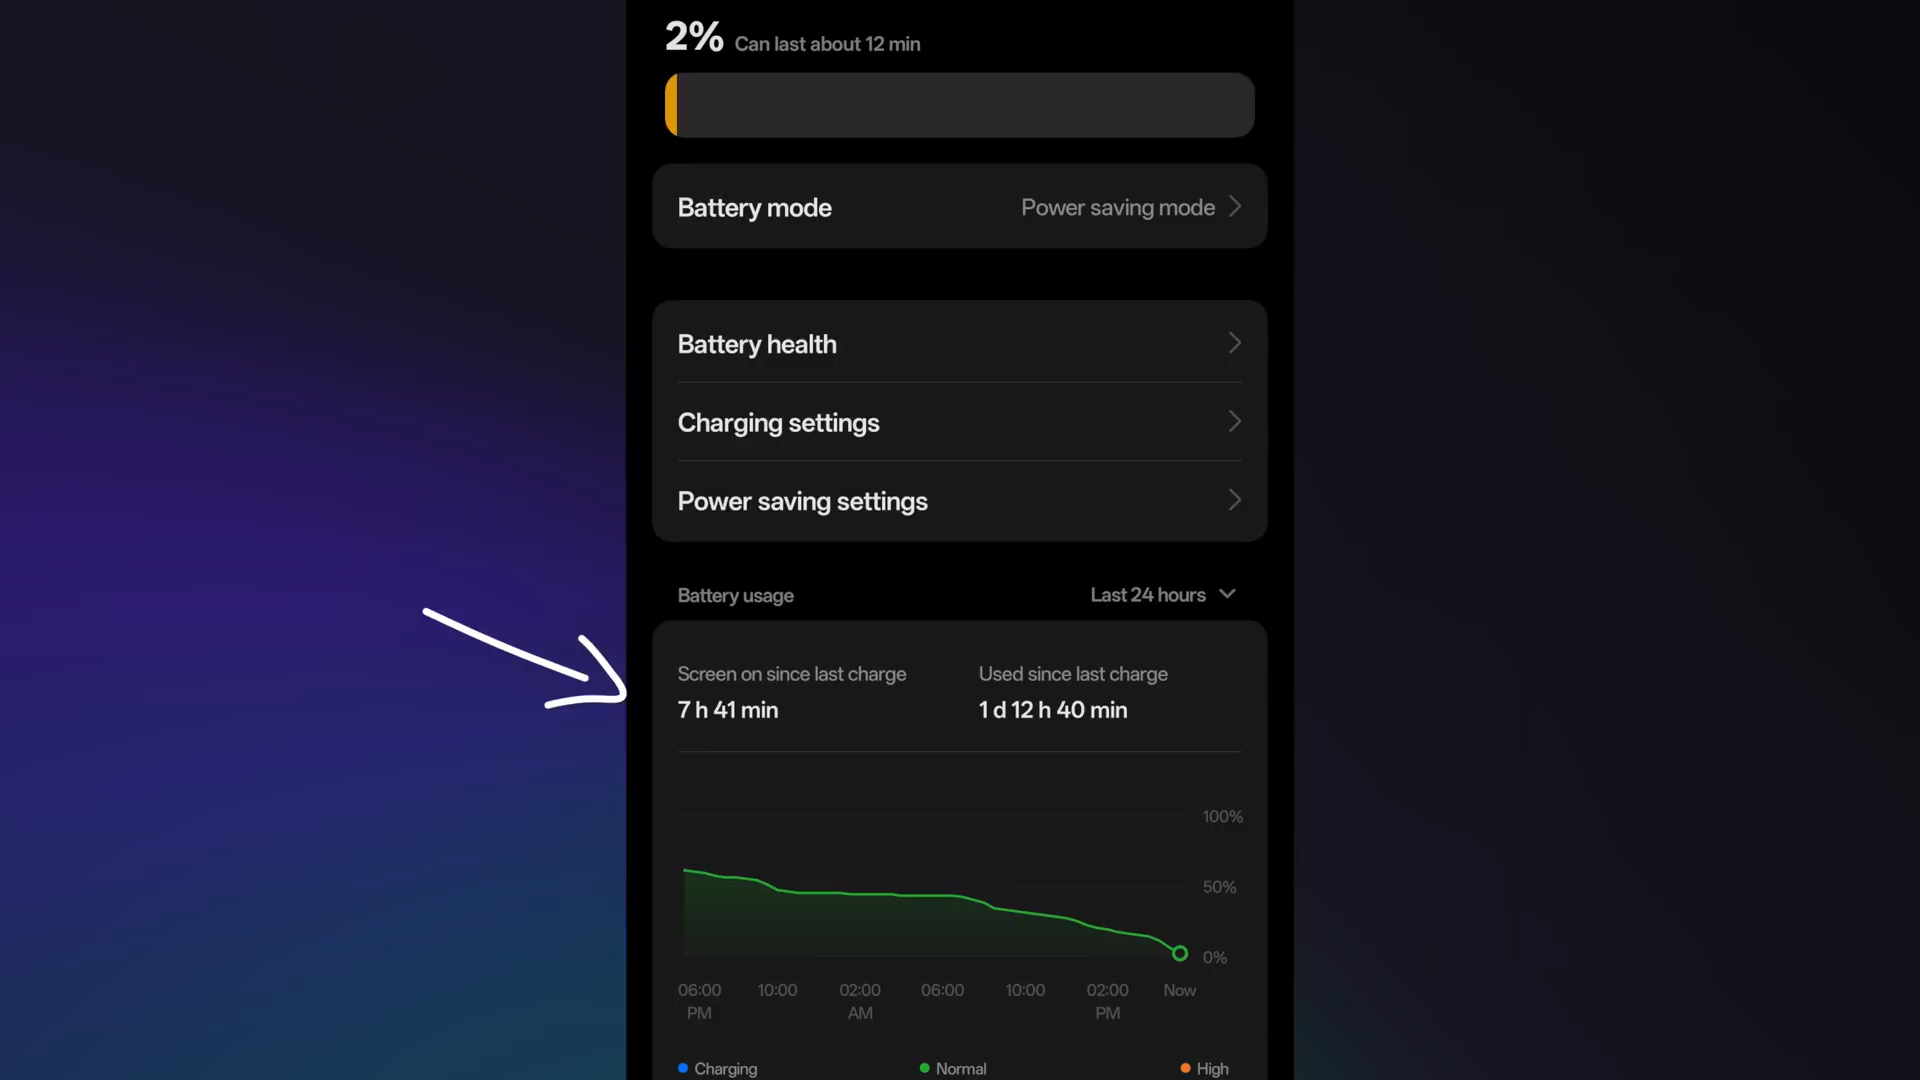 2% Can last about 12 min
Battery mode Power saving mode
Battery health
Charging settings
Power saving settings
Battery usage Last 24 hours
Screen on since last charge Used since last charge
7 h 41 min 1 d 12 h 40 min
100%
50%
0%
06:00 10:00 02:00 06:00 10:00 02:00 Now
PM AM PM
Charging Normal High